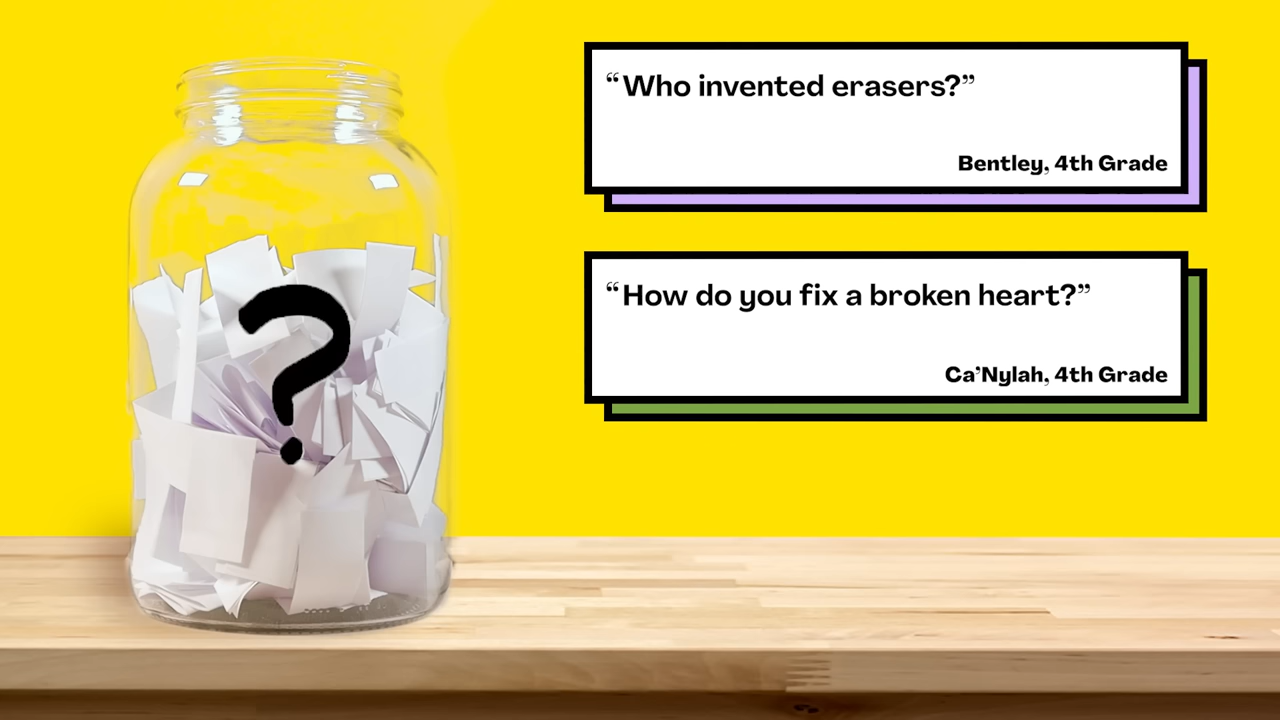 ?
“Who invented erasers?”
Bentley, 4th Grade
“How do you fix a broken heart?”
Ca’Nylah, 4th Grade